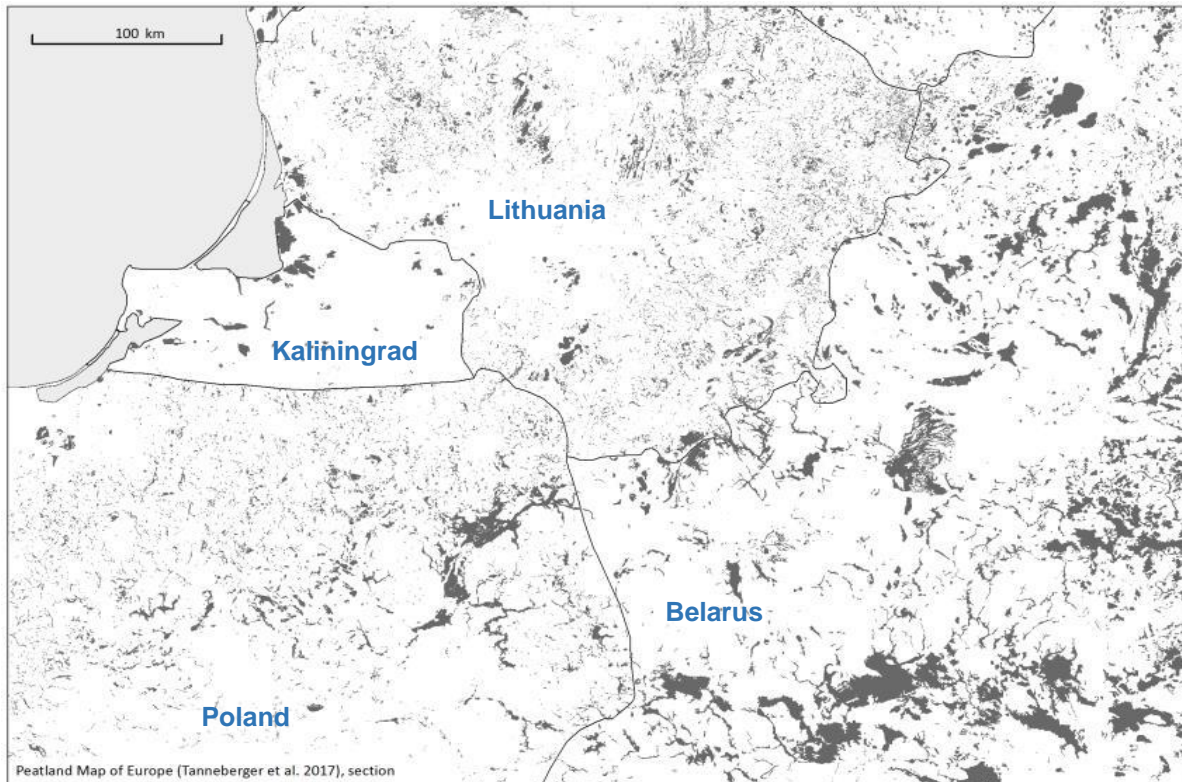 100 km
Lithuania
Kaliningrad
Belarus
Poland
Peatland Map of Europe (Tanneberger et al. 2017), section